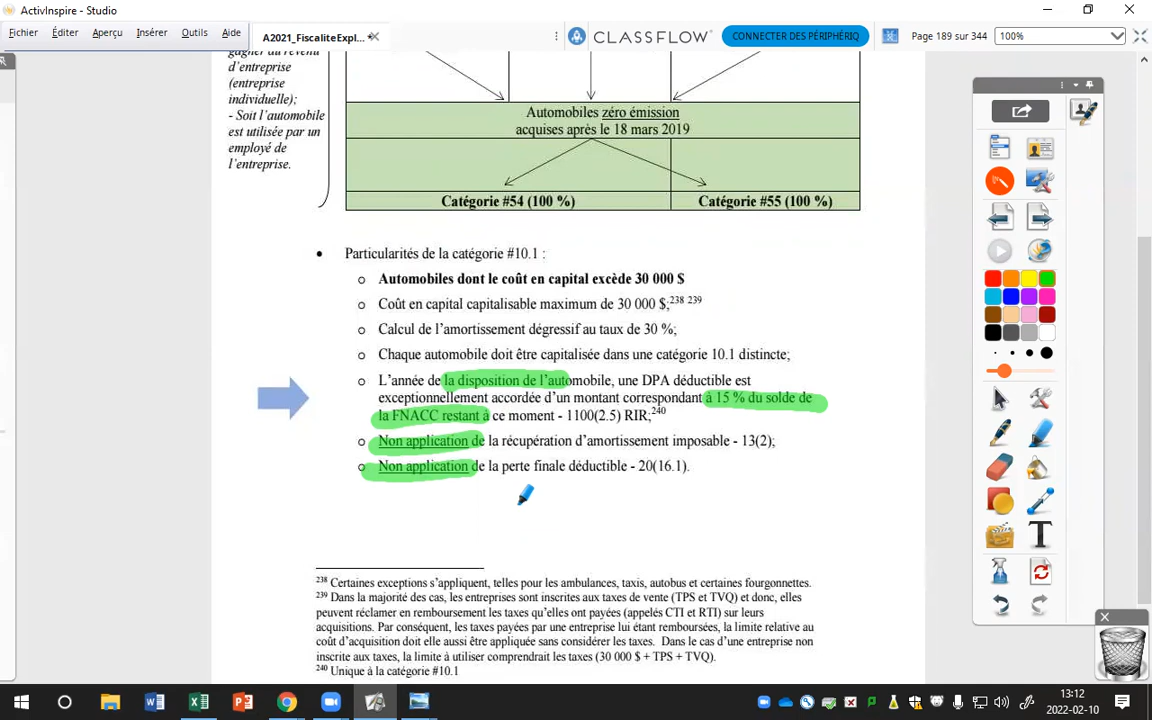 ActivInspire - Studio
Fichier Éditer Aperçu Insérer Outils Aide
A2021_FiscaliteExpl...
CLASSFLOW
CONNECTER DES PÉRIPHÉRIQ
Page 189 sur 344
100%
gagner du revenu
d'entreprise
(entreprise
individuelle);
- Soit l'automobile
est utilisée par un
employé de
l'entreprise.
Automobiles zéro émission
acquises après le 18 mars 2019
Catégorie #54 (100 %)
Catégorie #55 (100 %)
• Particularités de la catégorie #10.1 :
o Automobiles dont le coût en capital excède 30 000 $
o Coût en capital capitalisable maximum de 30 000 $;238 239
o Calcul de l'amortissement dégressif au taux de 30 %;
o Chaque automobile doit être capitalisée dans une catégorie 10.1 distincte;
o L'année de la disposition de l'automobile, une DPA déductible est
exceptionnellement accordée d'un montant correspondant à 15 % du solde de
la FNACC restant à ce moment - 1100(2.5) RIR;240
o Non application de la récupération d'amortissement imposable - 13(2);
o Non application de la perte finale déductible - 20(16.1).
238 Certaines exceptions s'appliquent, telles pour les ambulances, taxis, autobus et certaines fourgonnettes.
239 Dans la majorité des cas, les entreprises sont inscrites aux taxes de vente (TPS et TVQ) et donc, elles
peuvent réclamer en remboursement les taxes qu'elles ont payées (appelés CTI et RTI) sur leurs
acquisitions. Par conséquent, les taxes payées par une entreprise lui étant remboursées, la limite relative au
coût d'acquisition doit elle aussi être appliquée sans considérer les taxes. Dans le cas d'une entreprise non
inscrite aux taxes, la limite à utiliser comprendrait les taxes (30 000 $ + TPS + TVQ).
240 Unique à la catégorie #10.1
13:12
2022-02-10